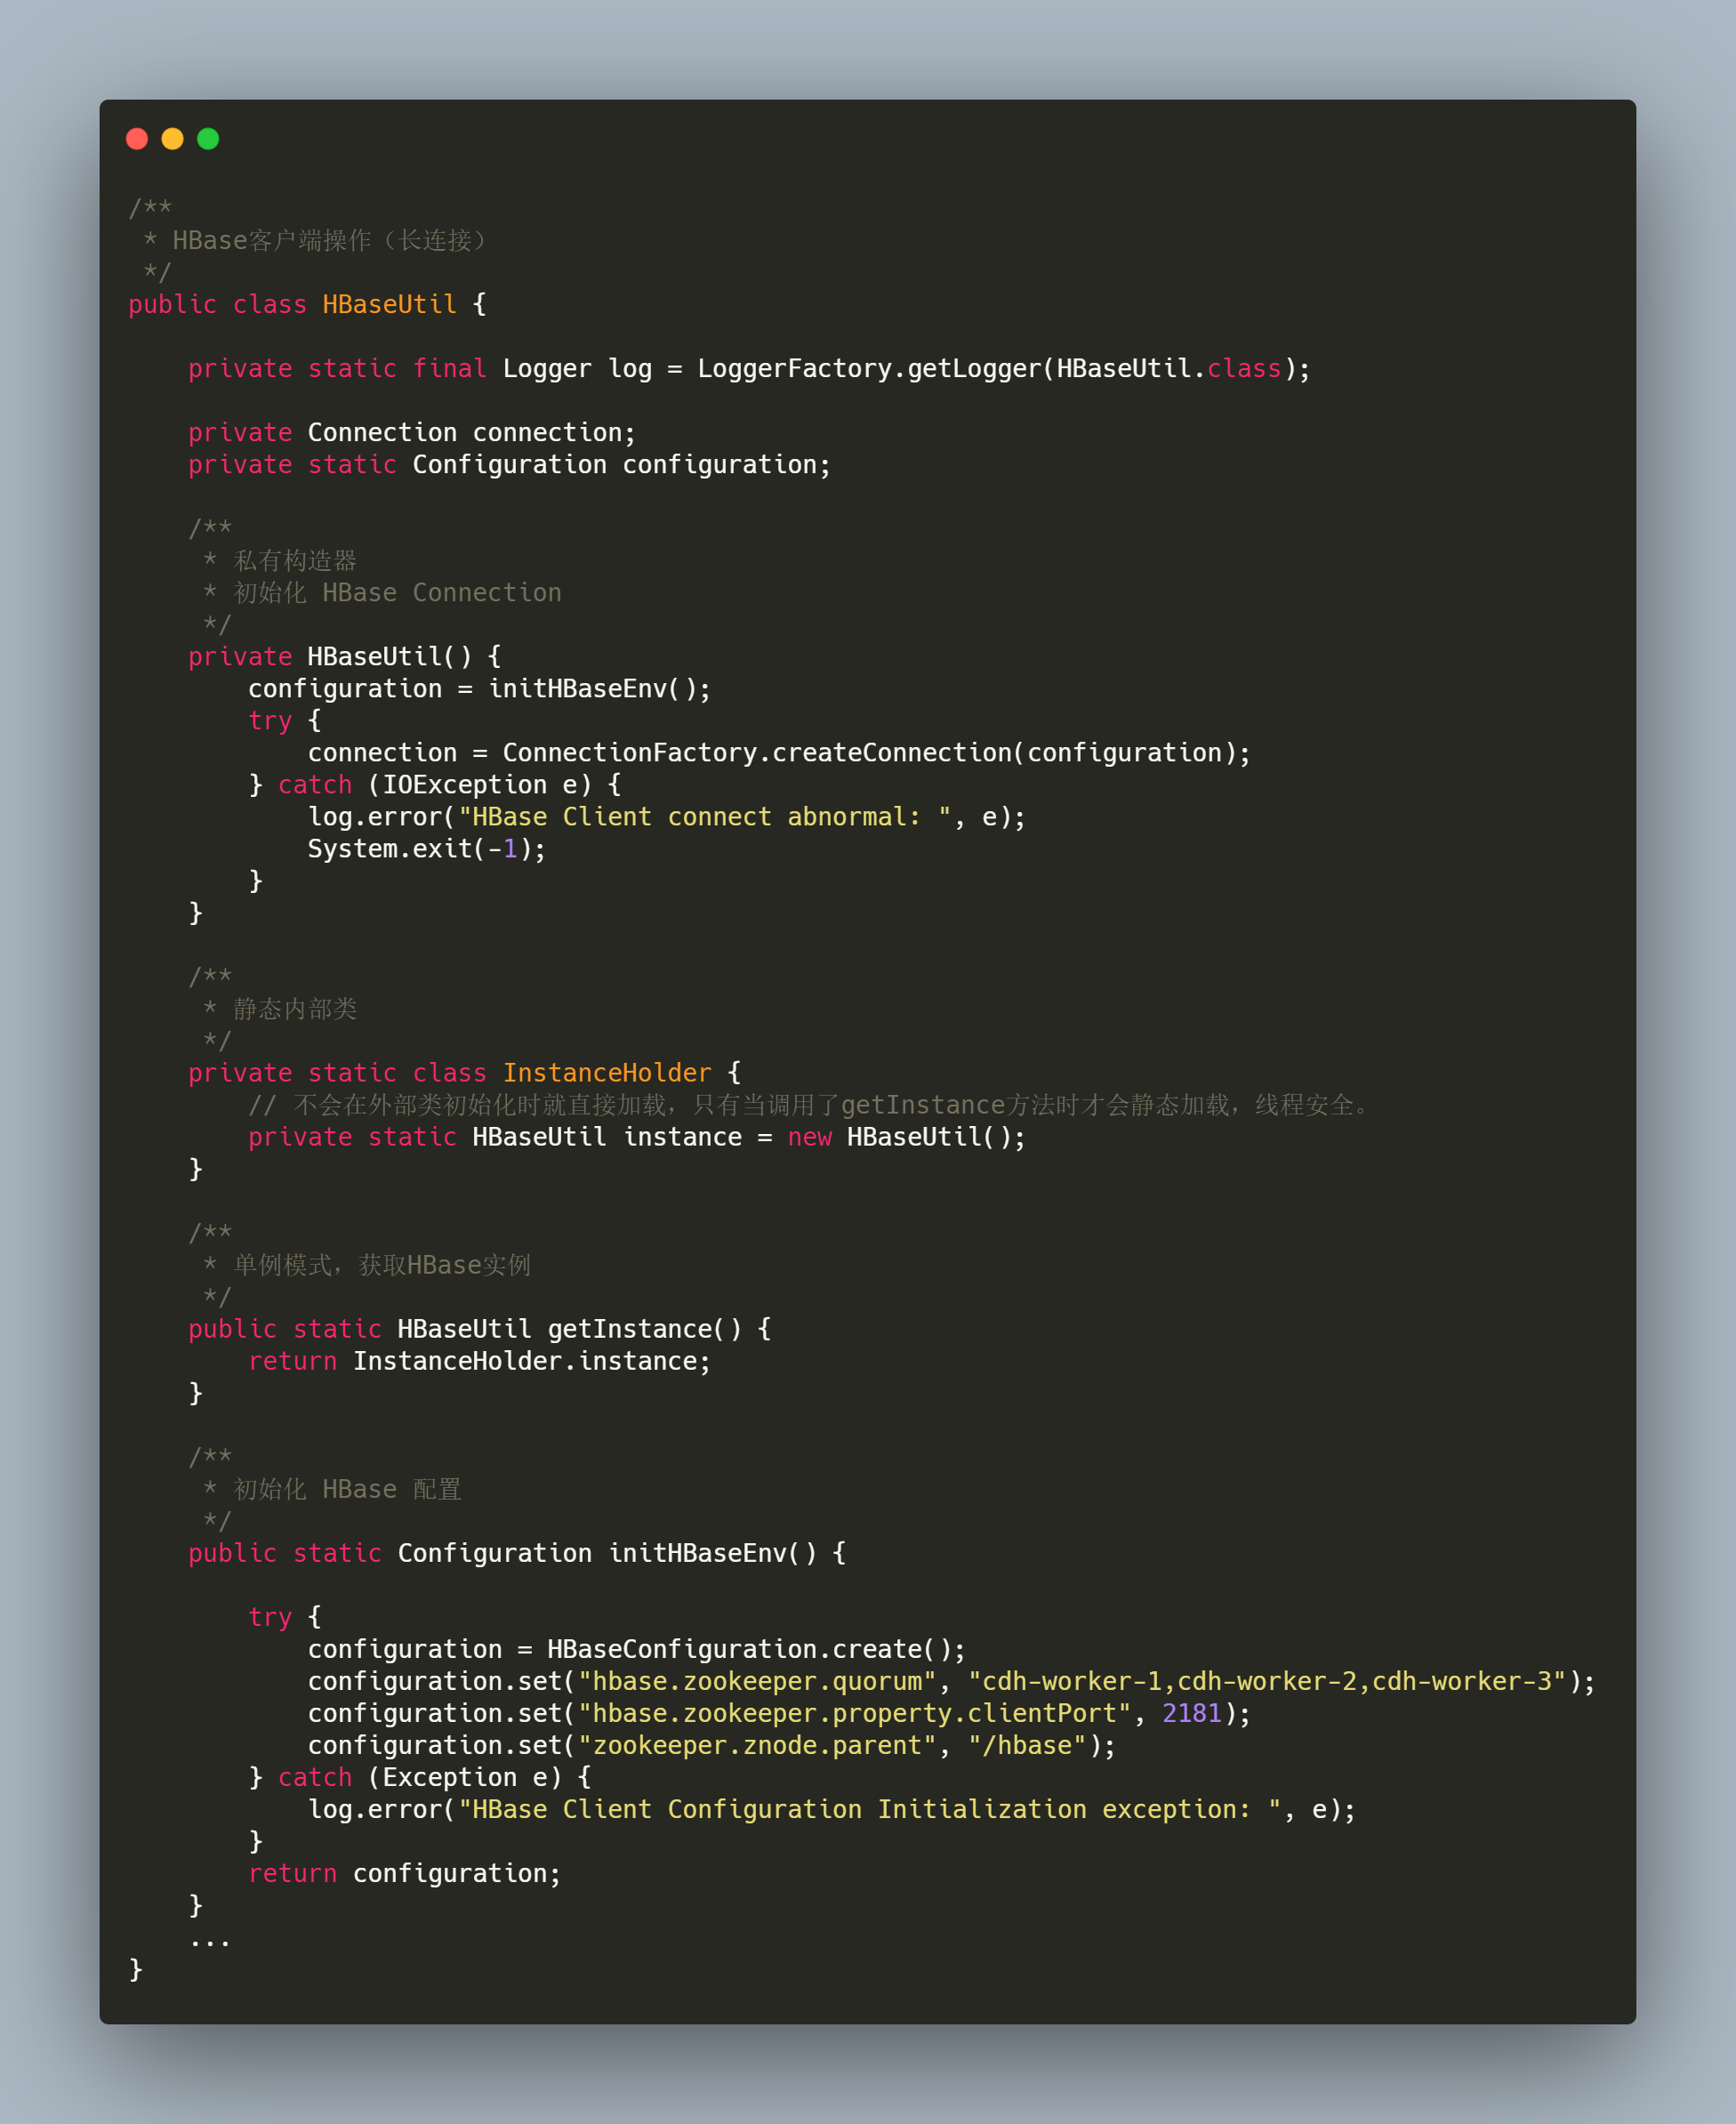 /**
 * HBase客户端操作（长连接）
 */
public class HBaseUtil {

    private static final Logger log = LoggerFactory.getLogger(HBaseUtil.class);

    private Connection connection;
    private static Configuration configuration;

    /**
     * 私有构造器
     * 初始化 HBase Connection
     */
    private HBaseUtil() {
        configuration = initHBaseEnv();
        try {
            connection = ConnectionFactory.createConnection(configuration);
        } catch (IOException e) {
            log.error("HBase Client connect abnormal: ", e);
            System.exit(-1);
        }
    }

    /**
     * 静态内部类
     */
    private static class InstanceHolder {
        // 不会在外部类初始化时就直接加载，只有当调用了getInstance方法时才会静态加载，线程安全。
        private static HBaseUtil instance = new HBaseUtil();
    }

    /**
     * 单例模式，获取HBase实例
     */
    public static HBaseUtil getInstance() {
        return InstanceHolder.instance;
    }

    /**
     * 初始化 HBase 配置
     */
    public static Configuration initHBaseEnv() {

        try {
            configuration = HBaseConfiguration.create();
            configuration.set("hbase.zookeeper.quorum", "cdh-worker-1,cdh-worker-2,cdh-worker-3");
            configuration.set("hbase.zookeeper.property.clientPort", 2181);
            configuration.set("zookeeper.znode.parent", "/hbase");
        } catch (Exception e) {
            log.error("HBase Client Configuration Initialization exception: ", e);
        }
        return configuration;
    }
    ...
}